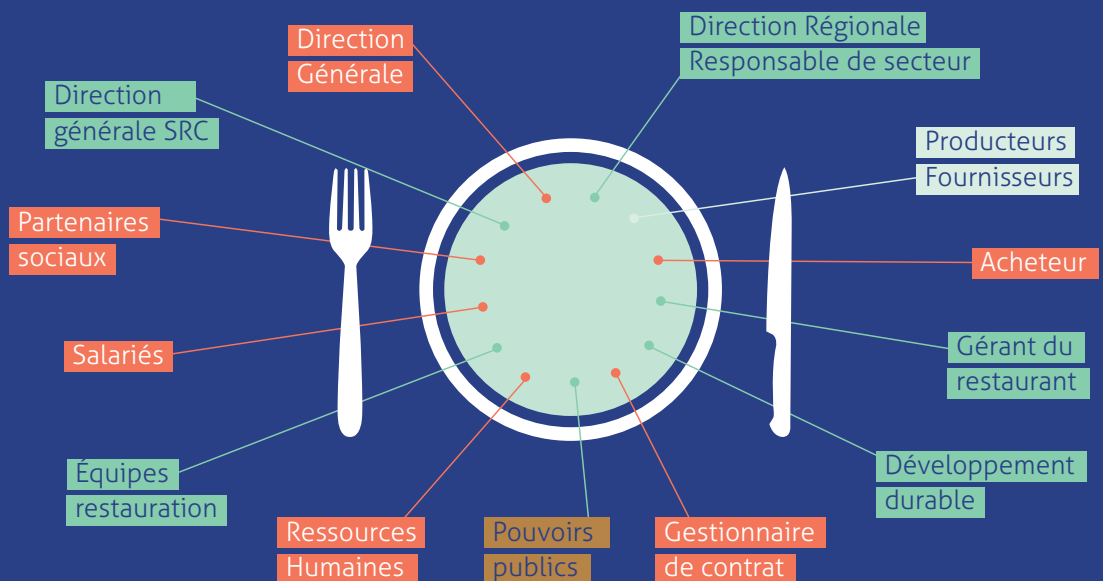 Direction
Générale
Direction Régionale
Responsable de secteur
Direction
générale SRC
Producteurs
Fournisseurs
Partenaires
sociaux
Acheteur
Salariés
Gérant du
restaurant
Équipes
restauration
Développement
durable
Ressources
Humaines
Pouvoirs
publics
Gestionnaire
de contrat